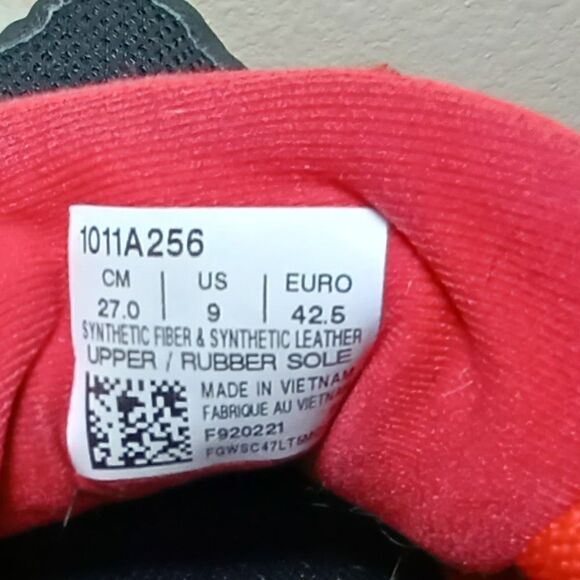 1011A256
CM | US | EURO
27.0 | 9 | 42.5
SYNTHETIC FIBER & SYNTHETIC LEATHER
UPPER / RUBBER SOLE
MADE IN VIETNAM
FABRIQUE AU VIETNAM
F920221